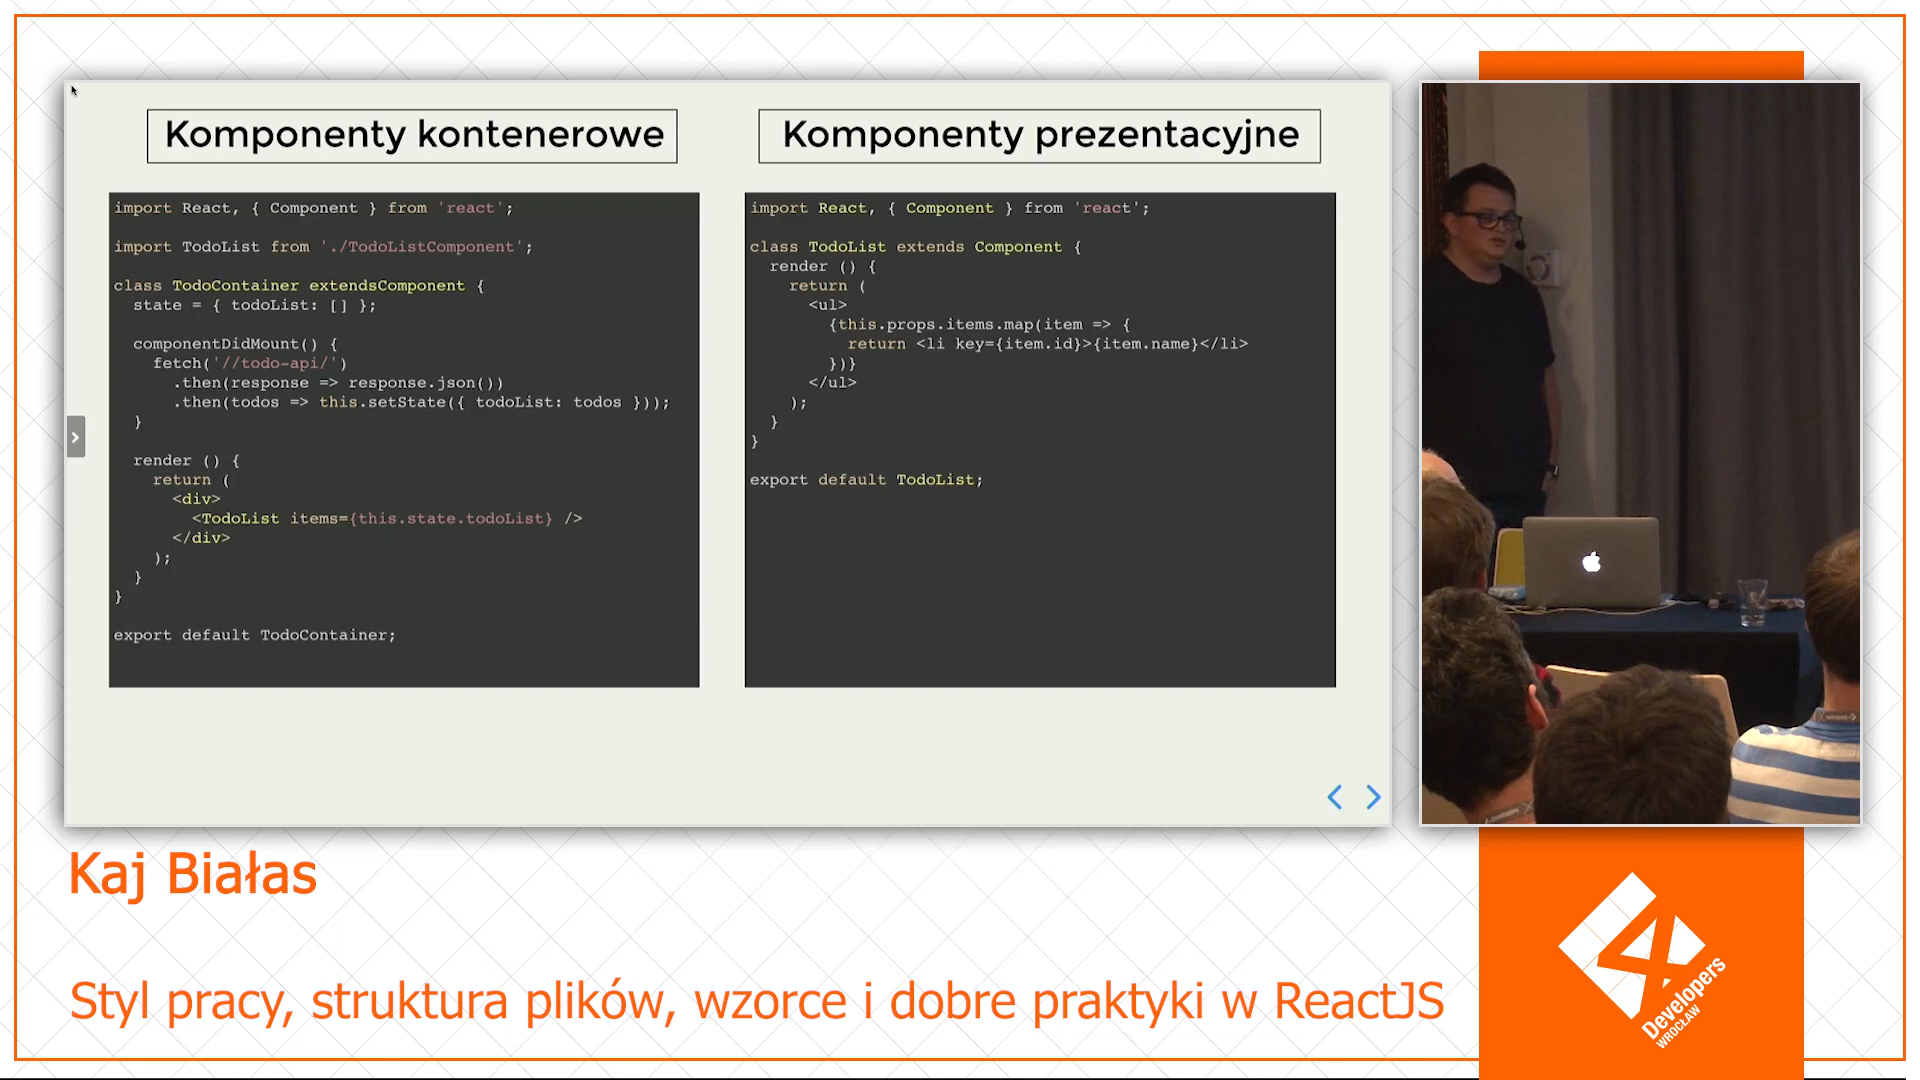 Komponenty kontenerowe
import React, { Component } from 'react';
import TodoList from './TodoListComponent';
class TodoContainer extendsComponent {
state = { todoList: [] };
componentDidMount() {
fetch('//todo-api/')
.then(response => response.json())
.then(todos => this.setState({ todoList: todos }));
}
render () {
return (
<div>
<TodoList items={this.state.todoList} />
</div>
);
}
}
export default TodoContainer;
Komponenty prezentacyjne
import React, { Component } from 'react';
class TodoList extends Component {
render () {
return (
<ul>
{this.props.items.map(item => {
return <li key={item.id}>{item.name}</li>
})}
</ul>
);
}
}
export default TodoList;
Kaj Białas
Styl pracy, struktura plików, wzorce i dobre praktyki w ReactJS
4
Developers
WROCŁAW